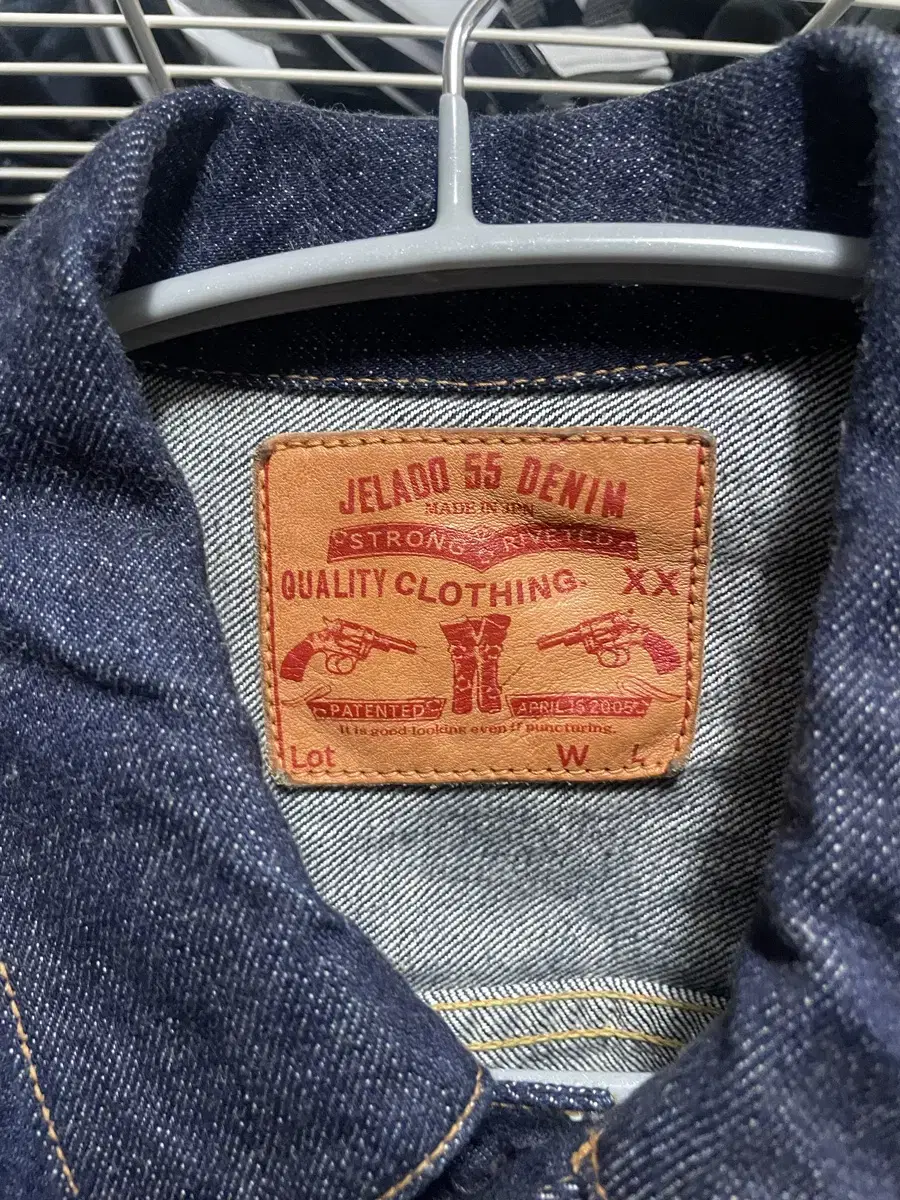 JELADO 55 DENIM
MADE IN JPN
STRONG & RIVETED
QUALITY CLOTHING. XX
PATENTED APRIL 15 2005
It is good looking even if puncturing.
Lot W L